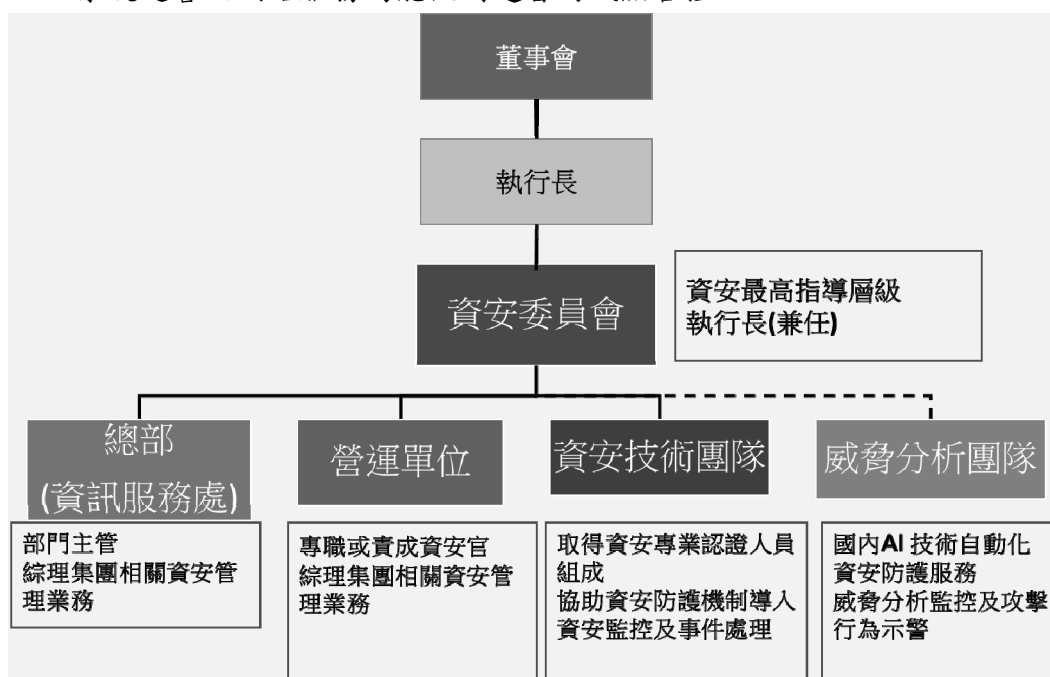 董事會
執行長
資安委員會
資安最高指導層級
執行長(兼任)
總部
(資訊服務處)
營運單位
資安技術團隊
威脅分析團隊
部門主管
綜理集團相關資安管
理業務
專職或責成資安官
綜理集團相關資安管
理業務
取得資安專業認證人員
組成
協助資安防護機制導入
資安監控及事件處理
國內AI 技術自動化
資安防護服務
威脅分析監控及攻擊
行為示警